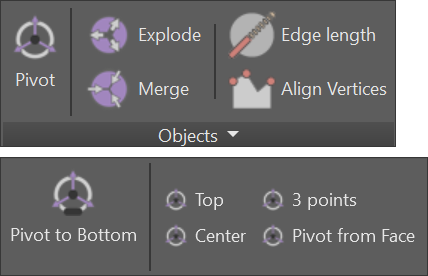 Pivot
Explode
Merge
Edge length
Align Vertices
Objects
Pivot to Bottom
Top
3 points
Center
Pivot from Face